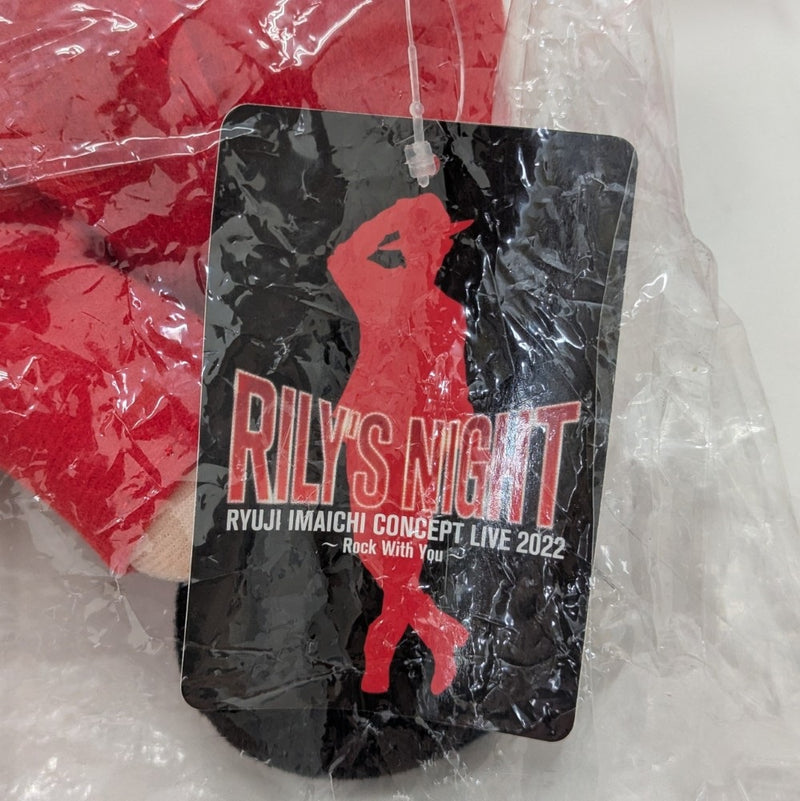 RILY'S NIGHT
RYUJI IMAICHI CONCEPT LIVE 2022
～Rock With You～